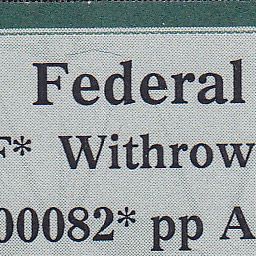 Federal
F* Withrow
00082* pp A